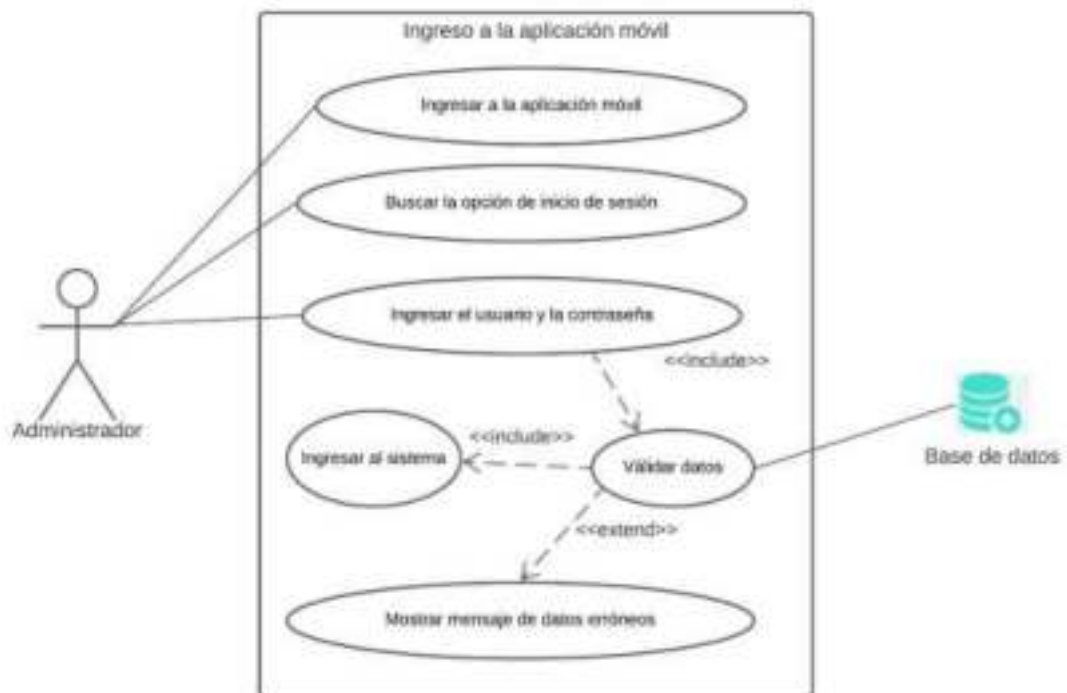 Ingreso a la aplicación móvil
Ingresar a la aplicación móvil
Buscar la opción de inicio de sesión
Ingresar el usuario y la contraseña
<<include>>
Administrador
<<include>>
Ingresar al sistema
Válidar datos
Base de datos
<<extend>>
Mostrar mensaje de datos erróneos